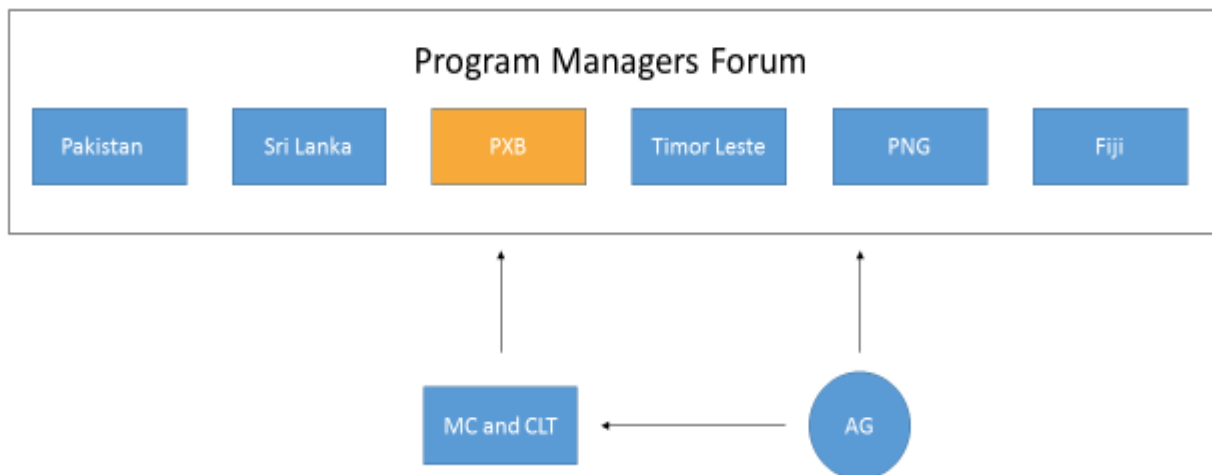 Program Managers Forum
Pakistan
Sri Lanka
PXB
Timor Leste
PNG
Fiji
MC and CLT
AG